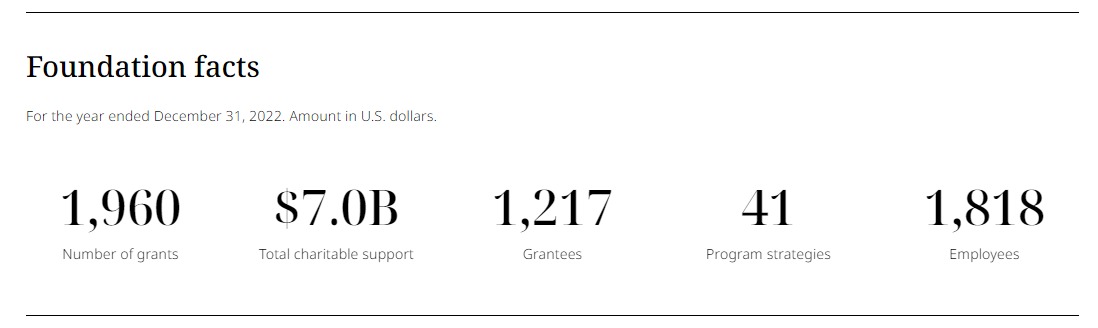 Foundation facts
For the year ended December 31, 2022. Amount in U.S. dollars.
1,960
Number of grants
$7.0B
Total charitable support
1,217
Grantees
41
Program strategies
1,818
Employees